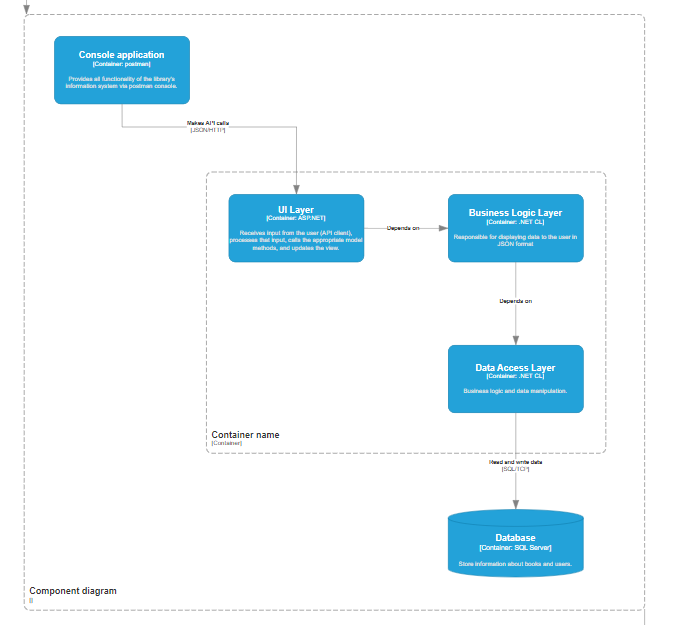 Console application
[Container: postman]
Provides all functionality of the library's
information system via postman console.
Makes API calls
[JSON/HTTP]
UI Layer
[Container: ASP.NET]
Receives input from the user (API client),
processes that input, calls the appropriate model
methods, and updates the view.
Depends on
Business Logic Layer
[Container: .NET CL]
Responsible for displaying data to the user in
JSON format
Depends on
Data Access Layer
[Container: .NET CL]
Business logic and data manipulation.
Container name
[Container]
Read and write data
[SQL/TCP]
Database
[Container: SQL Server]
Store information about books and users.
Component diagram
[]